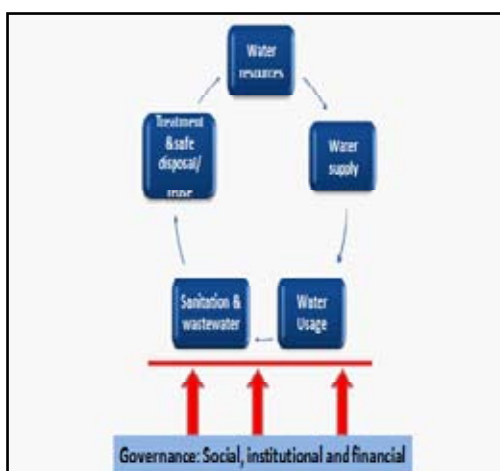 Water
resources
Treatment
&safe
disposal/
reuse
Water
supply
Sanitation &
wastewater
Water
Usage
Governance: Social, institutional and financial